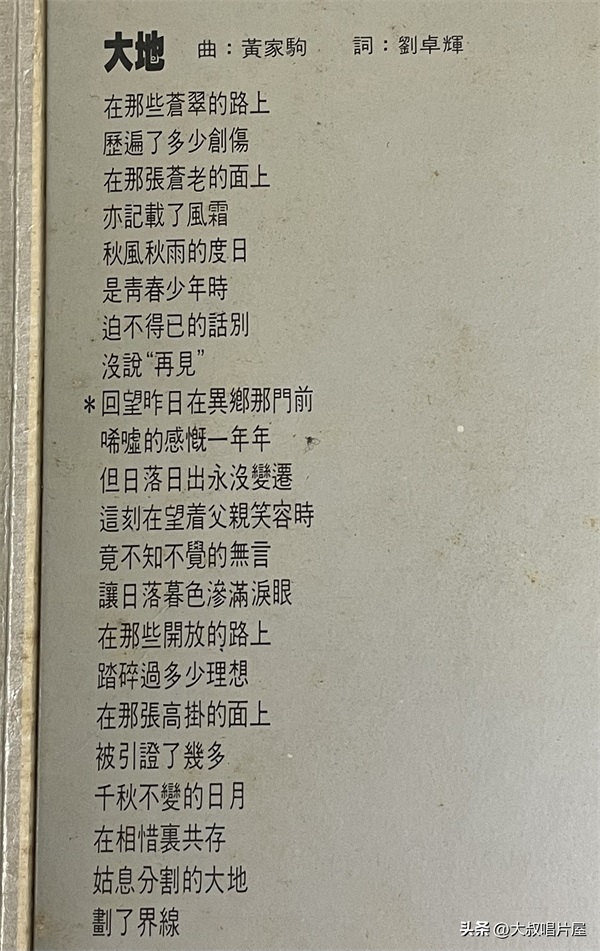 大地 曲：黃家駒 詞：劉卓輝
在那些蒼翠的路上
歷遍了多少創傷
在那張蒼老的面上
亦記載了風霜
秋風秋雨的度日
是靑春少年時
迫不得已的話別
沒說“再見”
*回望昨日在異鄉那門前
唏噓的感慨一年年
但日落日出永沒變遷
這刻在望着父親笑容時
竟不知不覺的無言
讓日落暮色滲滿淚眼
在那些開放的路上
踏碎過多少理想
在那張高掛的面上
被引證了幾多
千秋不變的日月
在相惜裏共存
姑息分割的大地
劃了界線
头条 @大叔唱片屋